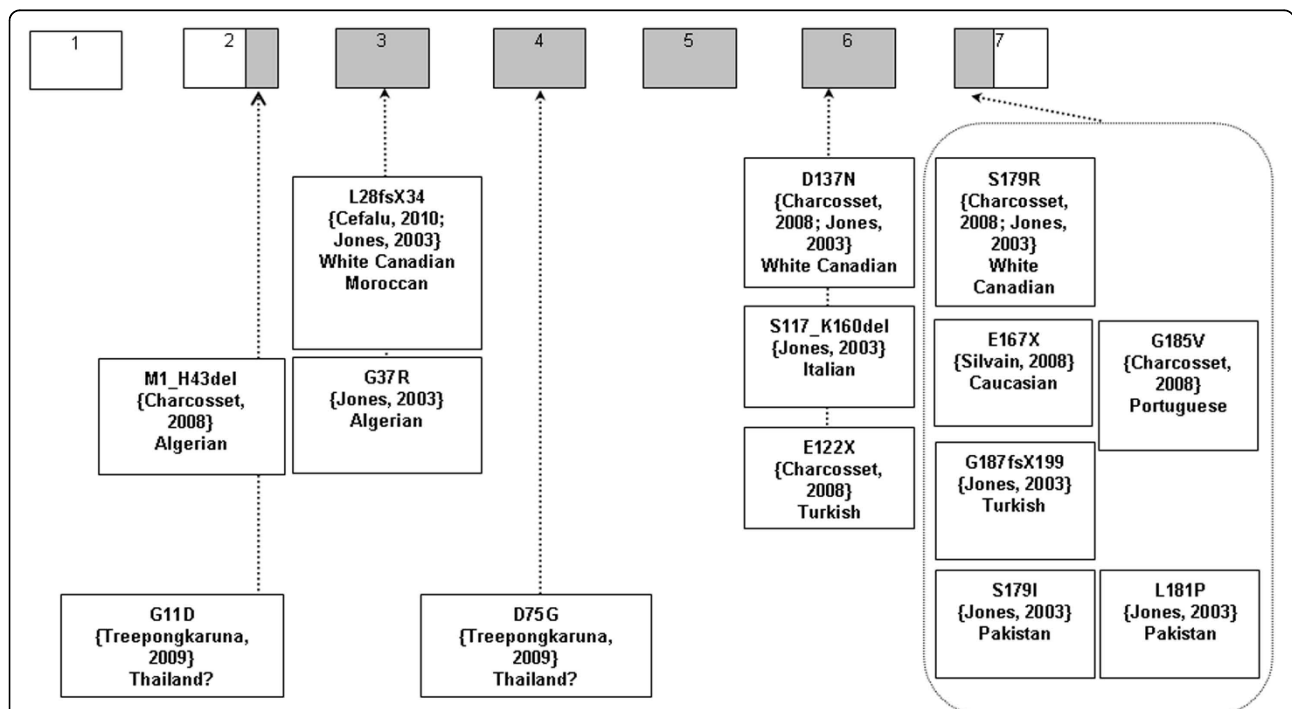 1
2
3
4
5
6
7
L28fsX34
{Cefalu, 2010;
Jones, 2003}
White Canadian
Moroccan
M1_H43del
{Charcosset,
2008}
Algerian
G37R
{Jones, 2003}
Algerian
G11D
{Treepongkaruna,
2009}
Thailand?
D75G
{Treepongkaruna,
2009}
Thailand?
D137N
{Charcosset,
2008; Jones,
2003}
White Canadian
S117_K160del
{Jones, 2003}
Italian
E122X
{Charcosset,
2008}
Turkish
S179R
{Charcosset,
2008; Jones,
2003}
White
Canadian
E167X
{Silvain, 2008}
Caucasian
G185V
{Charcosset,
2008}
Portuguese
G187fsX199
{Jones, 2003}
Turkish
S179I
{Jones, 2003}
Pakistan
L181P
{Jones, 2003}
Pakistan